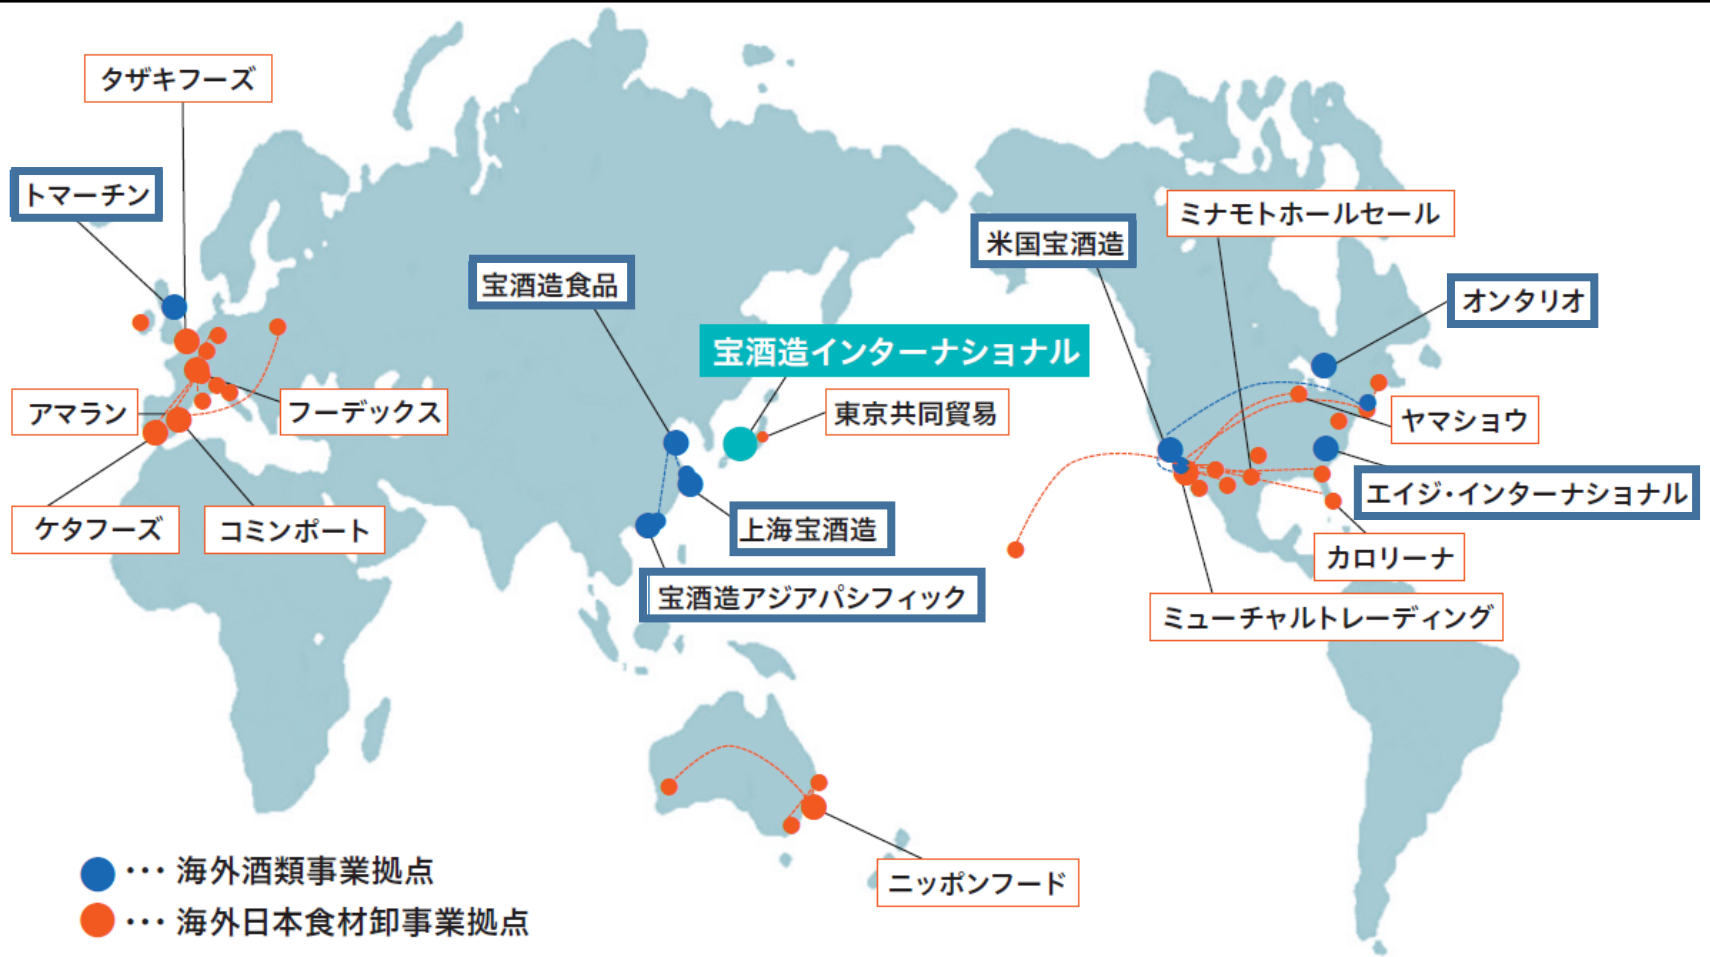 タザキフーズ
トマーチン
ミナモトホールセール
米国宝酒造
宝酒造食品
オンタリオ
宝酒造インターナショナル
アマラン
フーデックス
東京共同貿易
ヤマショウ
エイジ・インターナショナル
ケタフーズ
コミンポート
上海宝酒造
カロリーナ
宝酒造アジアパシフィック
ミューチャルトレーディング
ニッポンフード
･･･ 海外酒類事業拠点
･･･ 海外日本食材卸事業拠点